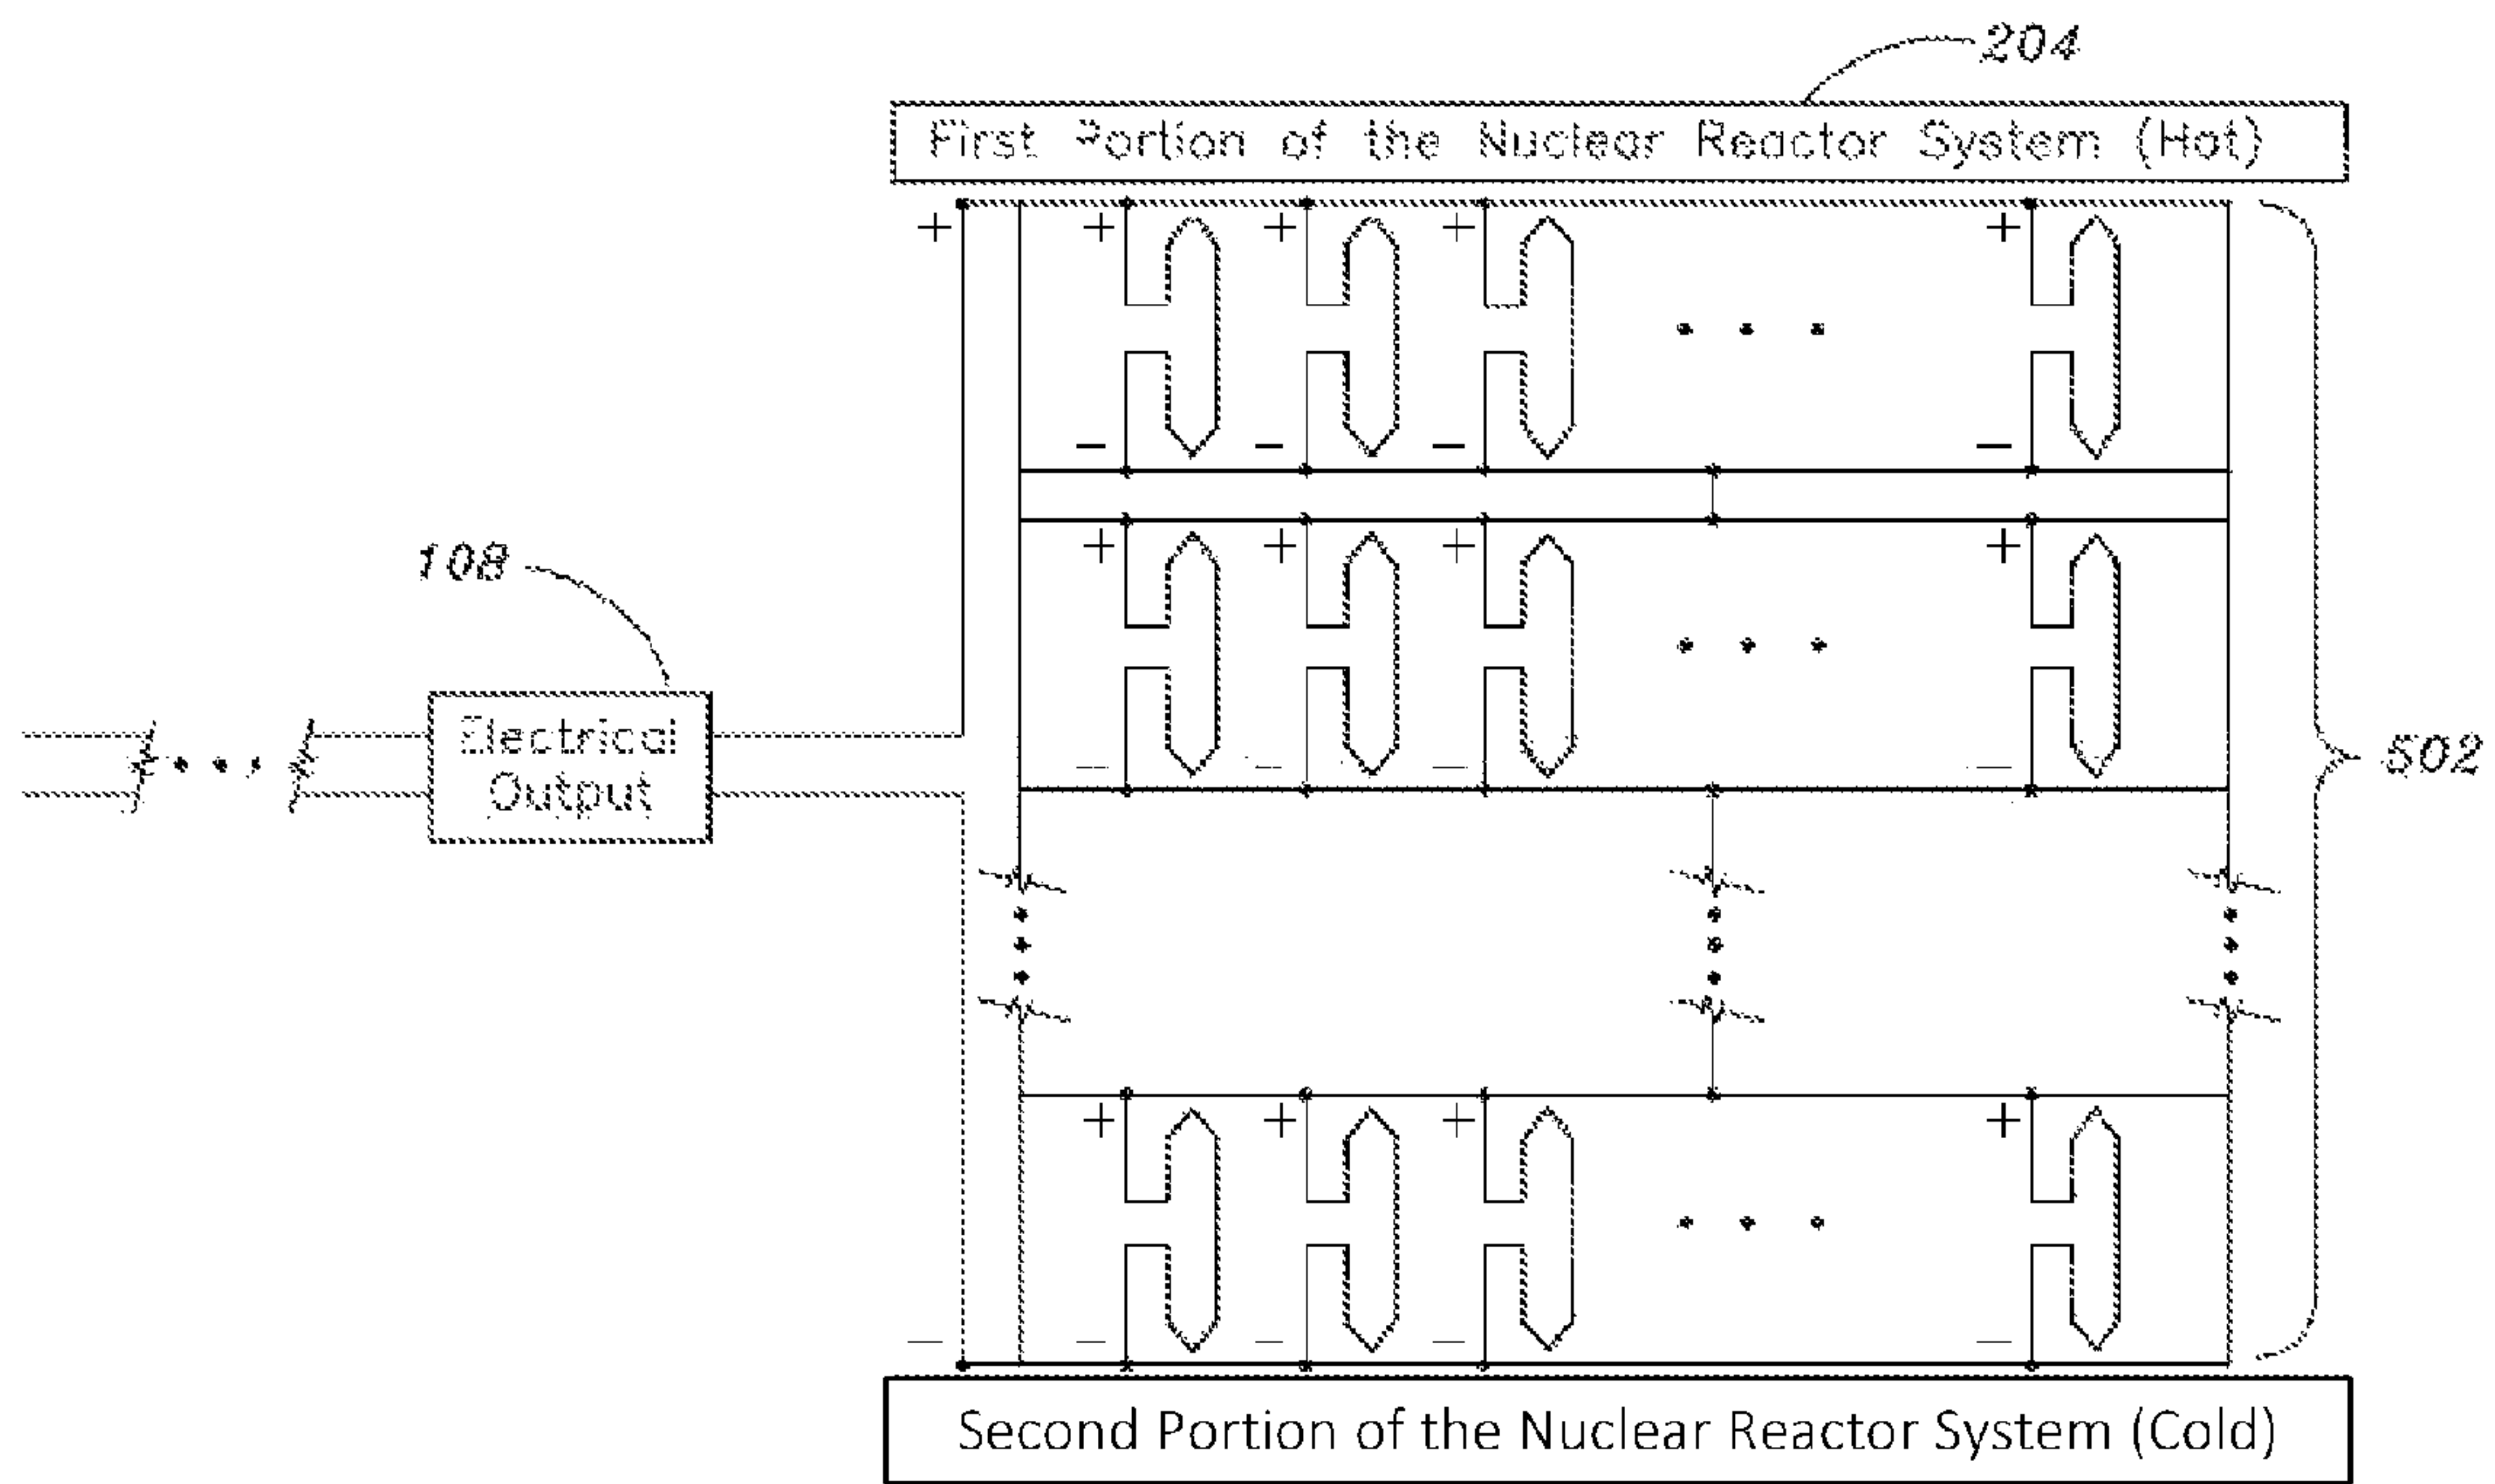 204
First Portion of the Nuclear Reactor System (Hot)
+ + + + +
− − − −
+ + + +
108
Electrical
Output
502
− − − −
+ + + +
− − − − −
Second Portion of the Nuclear Reactor System (Cold)